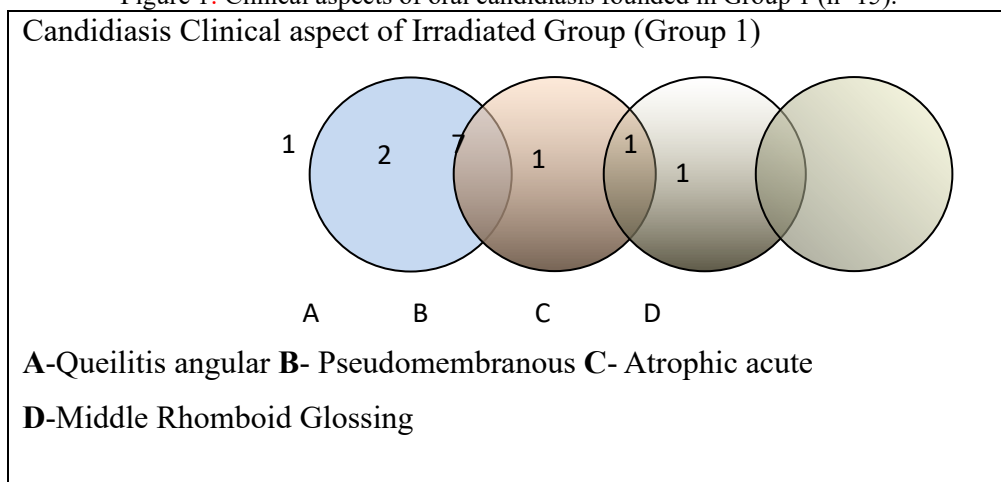 Figure 1: Clinical aspects of oral candidiasis founded in Group 1 (n=15).
Candidiasis Clinical aspect of Irradiated Group (Group 1)
1 2 7 1 1 1
A B C D
A-Queilitis angular B- Pseudomembranous C- Atrophic acute
D-Middle Rhomboid Glossing